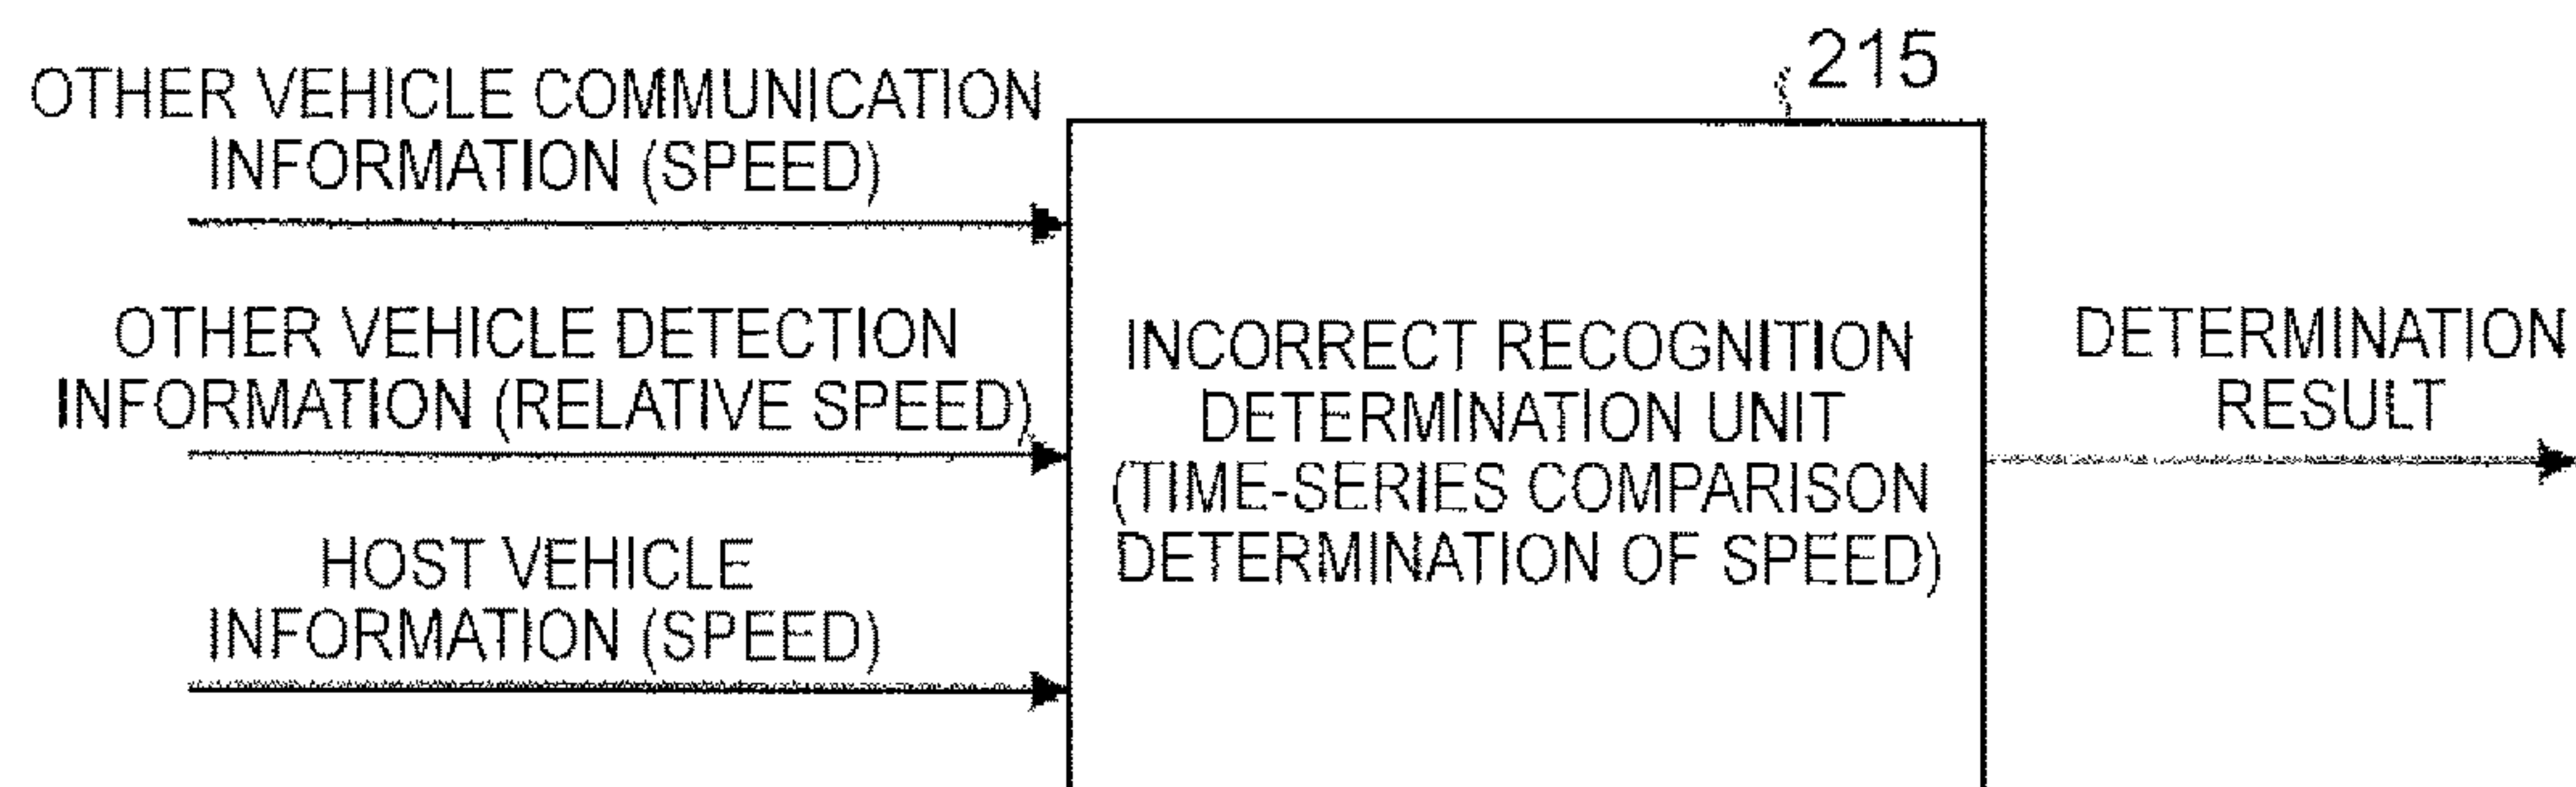 215
OTHER VEHICLE COMMUNICATION
INFORMATION (SPEED)
OTHER VEHICLE DETECTION
INFORMATION (RELATIVE SPEED)
HOST VEHICLE
INFORMATION (SPEED)
INCORRECT RECOGNITION
DETERMINATION UNIT
(TIME-SERIES COMPARISON
DETERMINATION OF SPEED)
DETERMINATION
RESULT